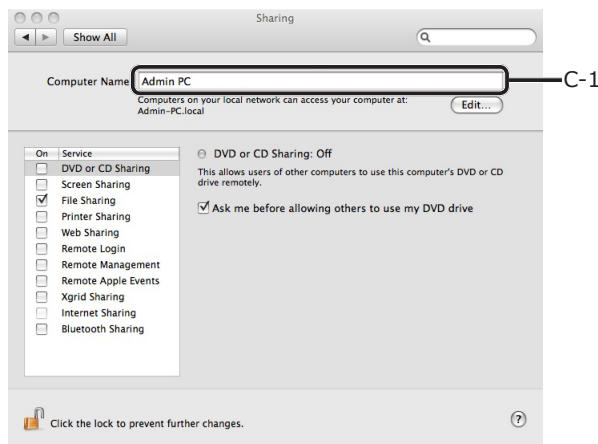 Sharing
Show All
Computer Name: Admin PC
C-1
Computers on your local network can access your computer at:
Admin-PC.local
Edit...
On Service
DVD or CD Sharing
Screen Sharing
File Sharing
Printer Sharing
Web Sharing
Remote Login
Remote Management
Remote Apple Events
Xgrid Sharing
Internet Sharing
Bluetooth Sharing
DVD or CD Sharing: Off
This allows users of other computers to use this computer's DVD or CD
drive remotely.
Ask me before allowing others to use my DVD drive
Click the lock to prevent further changes.
?